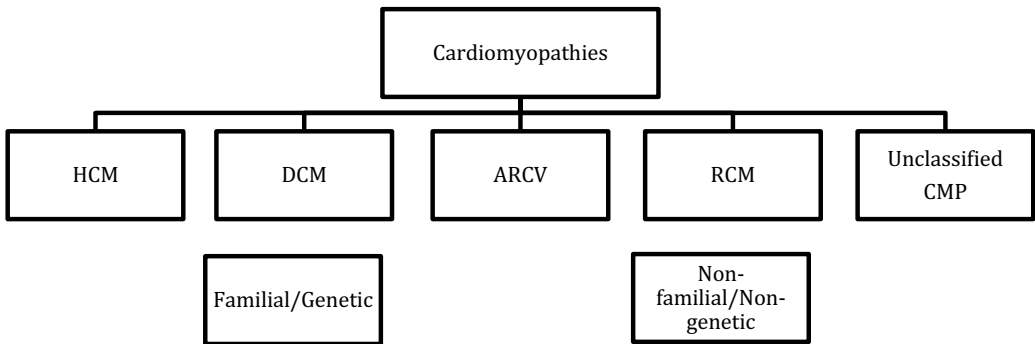 Cardiomyopathies
HCM
DCM
ARCV
RCM
Unclassified
CMP
Familial/Genetic
Non-
familial/Non-
genetic